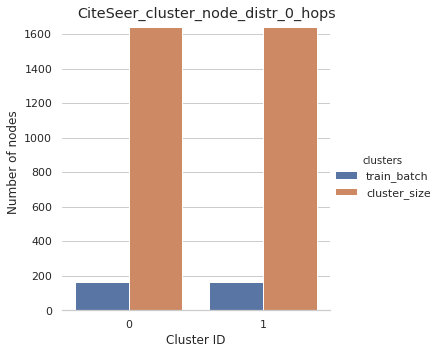 CiteSeer_cluster_node_distr_0_hops
1600
1400
1200
1000
800
600
400
200
0
Number of nodes
0
1
Cluster ID
clusters
train_batch
cluster_size